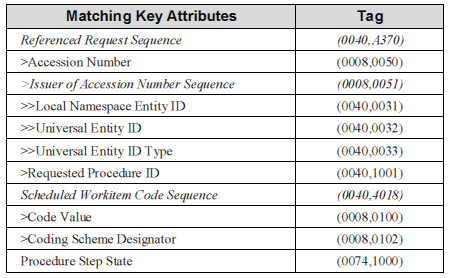 Matching Key Attributes Tag
Referenced Request Sequence (0040,A370)
>Accession Number (0008,0050)
>Issuer of Accession Number Sequence (0008,0051)
>>Local Namespace Entity ID (0040,0031)
>>Universal Entity ID (0040,0032)
>>Universal Entity ID Type (0040,0033)
>Requested Procedure ID (0040,1001)
Scheduled Workitem Code Sequence (0040,4018)
>Code Value (0008,0100)
>Coding Scheme Designator (0008,0102)
Procedure Step State (0074,1000)